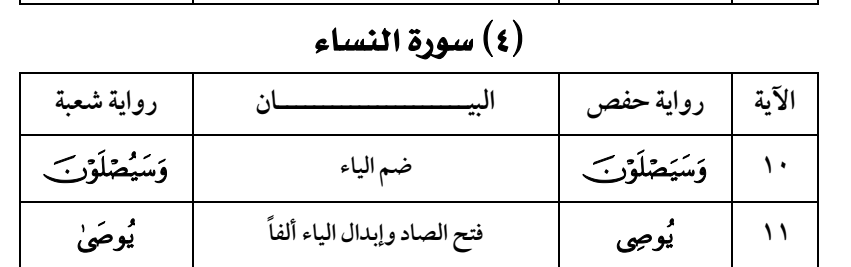 (٤) سورة النساء
الآية رواية حفص البيـــــــــان رواية شعبة
١٠ وَسَيَصْلَوْنَ ضم الياء وَسَيُصْلَوْنَ
١١ يُوصِى فتح الصاد وإبدال الياء ألفاً يُوصَىٰ